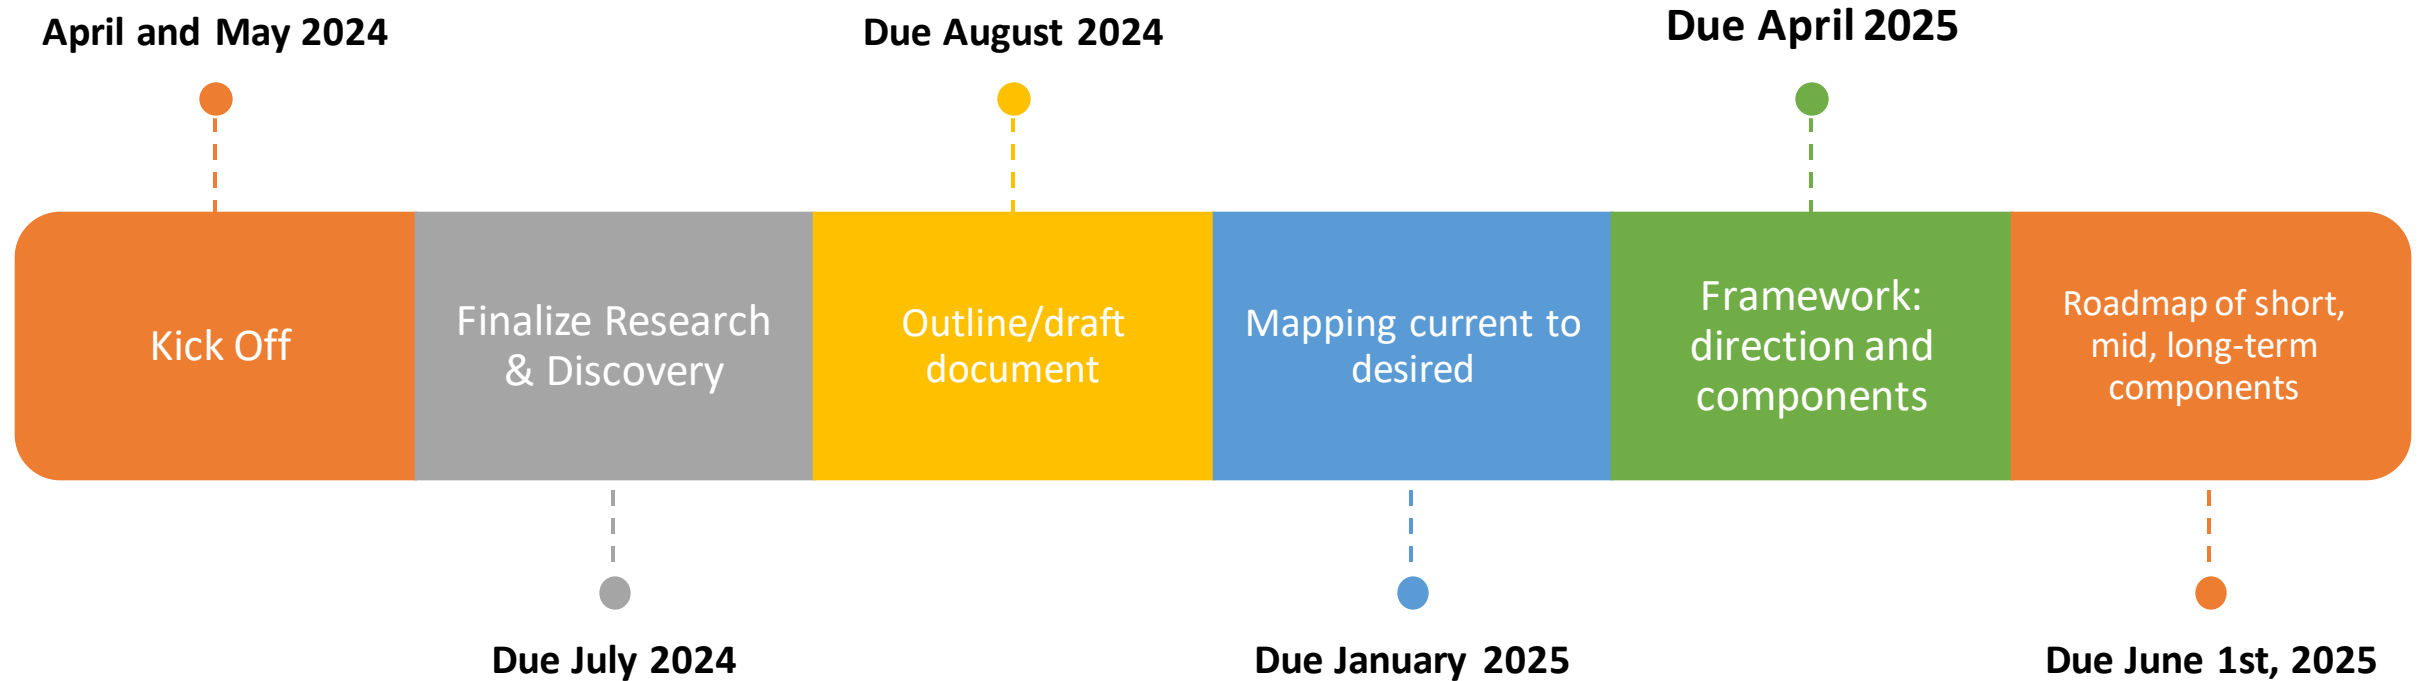 April and May 2024
Due August 2024
Due April 2025
Kick Off
Finalize Research
& Discovery
Outline/draft
document
Mapping current to
desired
Framework:
direction and
components
Roadmap of short,
mid, long-term
components
Due July 2024
Due January 2025
Due June 1st, 2025